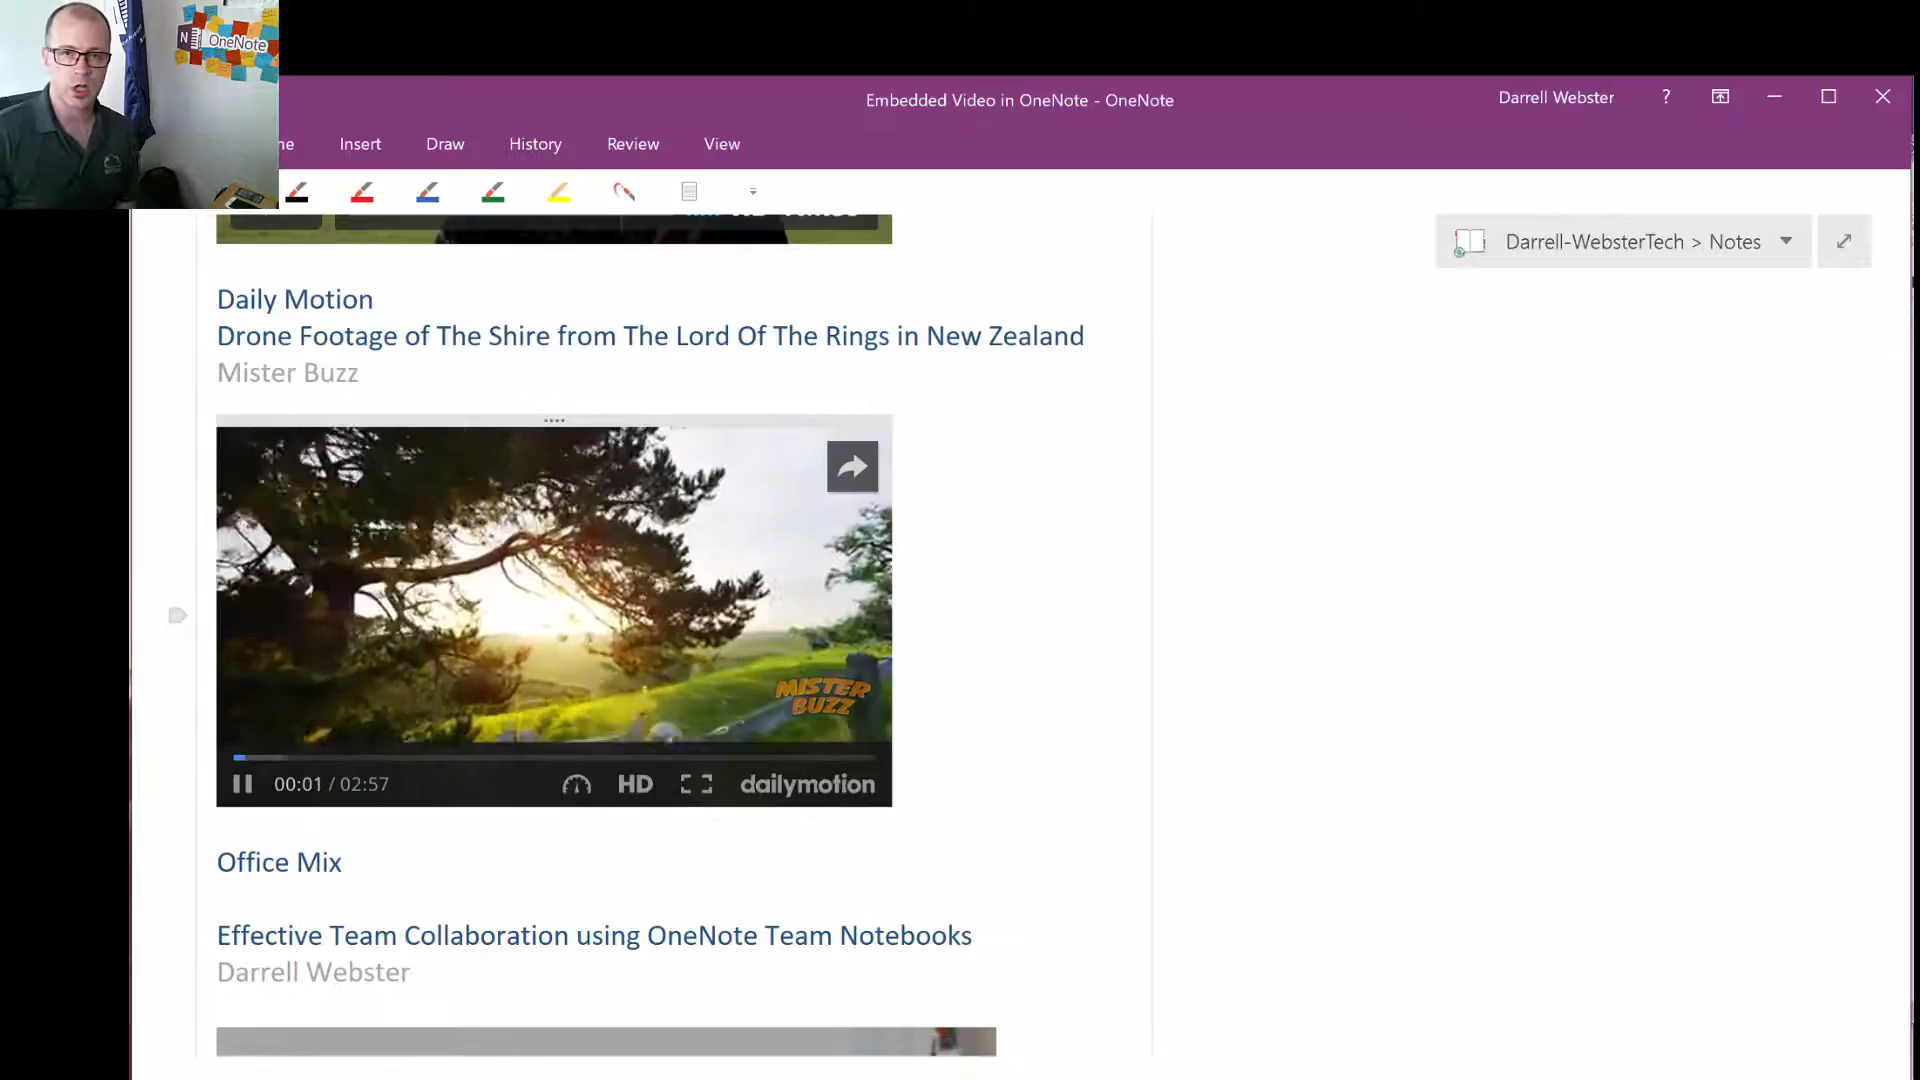 N OneNote
Embedded Video in OneNote - OneNote
Darrell Webster
?
Insert
Draw
History
Review
View
Darrell-WebsterTech > Notes
Daily Motion
Drone Footage of The Shire from The Lord Of The Rings in New Zealand
Mister Buzz
MISTER
BUZZ
00:01 / 02:57
HD
dailymotion
Office Mix
Effective Team Collaboration using OneNote Team Notebooks
Darrell Webster